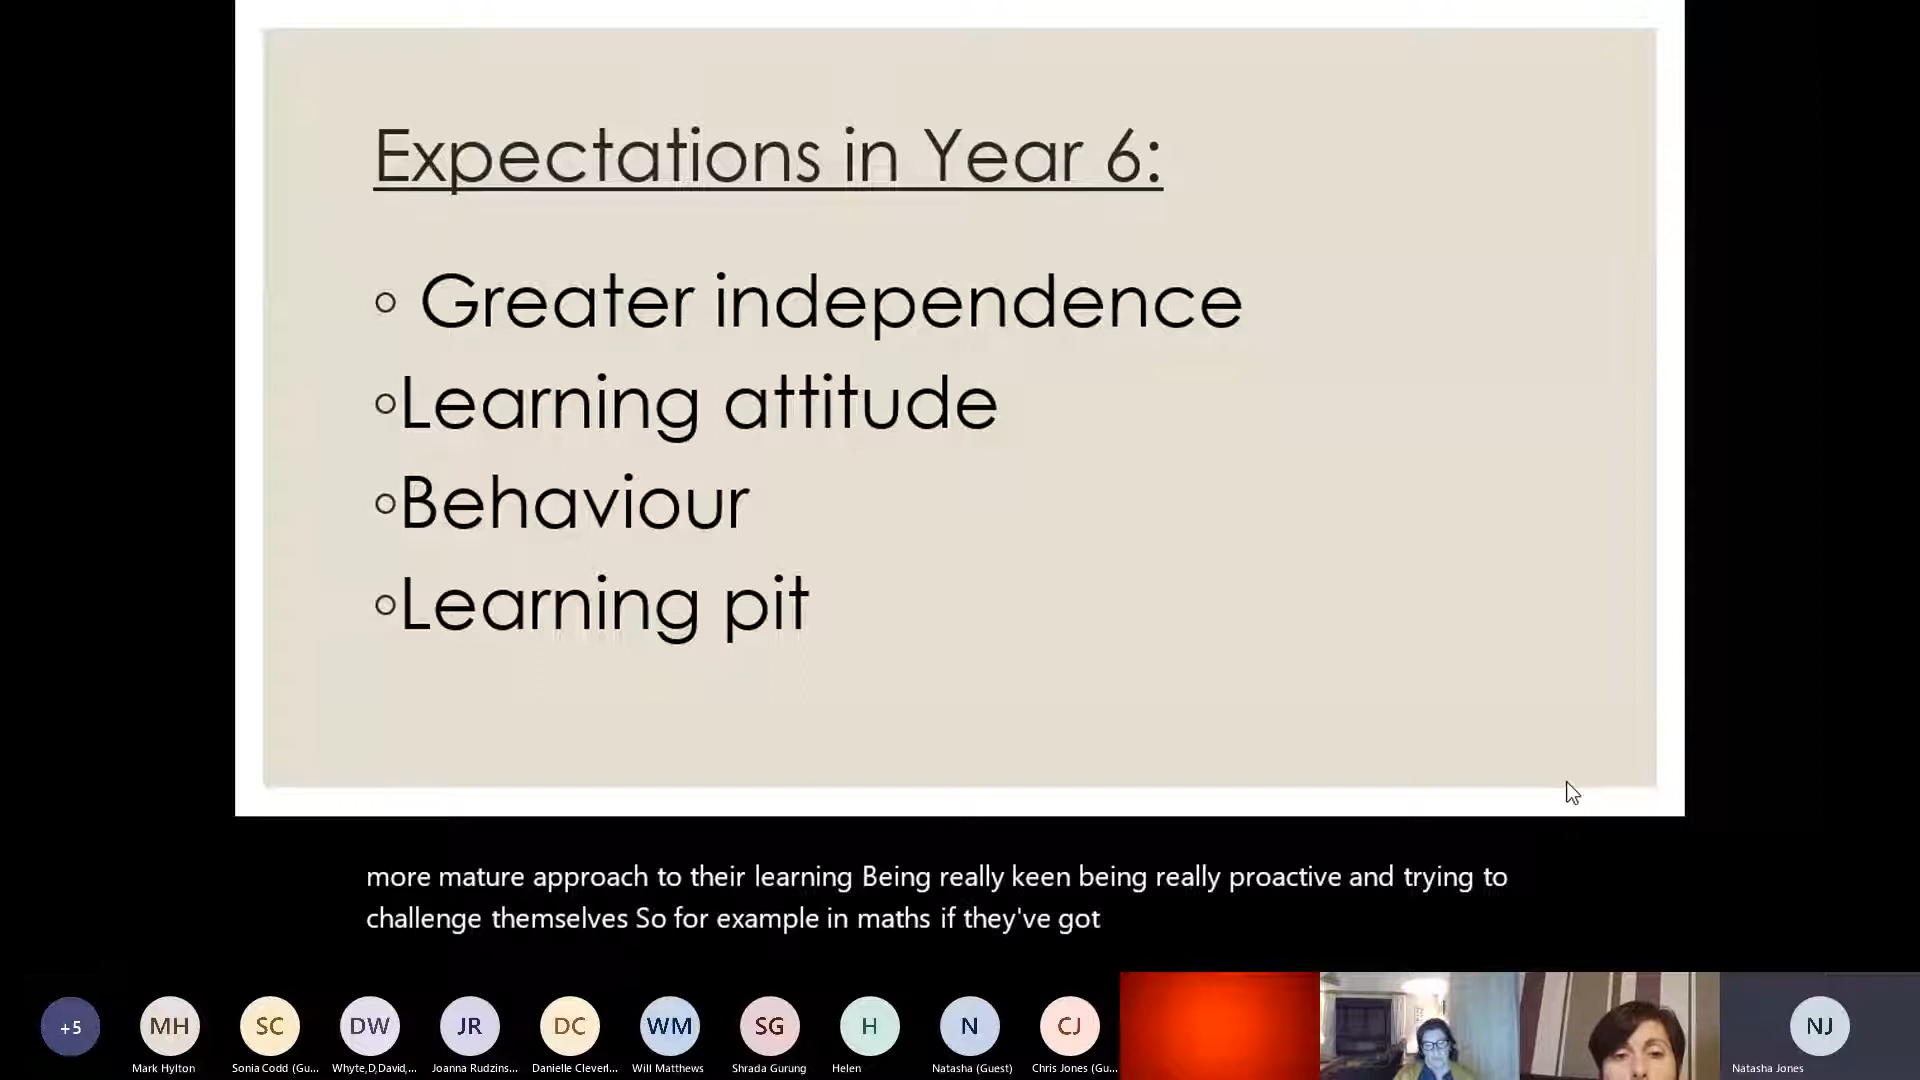 Expectations in Year 6:
◦ Greater independence
◦Learning attitude
◦Behaviour
◦Learning pit
more mature approach to their learning Being really keen being really proactive and trying to
challenge themselves So for example in maths if they've got
+5
MH
SC
DW
JR
DC
WM
SG
H
N
CJ
NJ
Mark Hylton
Sonia Codd (Gu...
Whyte,D,David,...
Joanna Rudzins...
Danielle Cleverl...
Will Matthews
Shrada Gurung
Helen
Natasha (Guest)
Chris Jones (Gu...
Natasha Jones